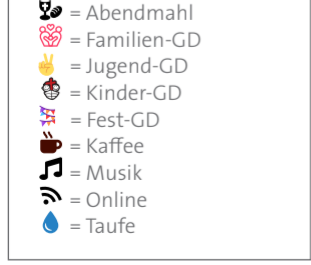 = Abendmahl
= Familien-GD
= Jugend-GD
= Kinder-GD
= Fest-GD
= Kaffee
= Musik
= Online
= Taufe